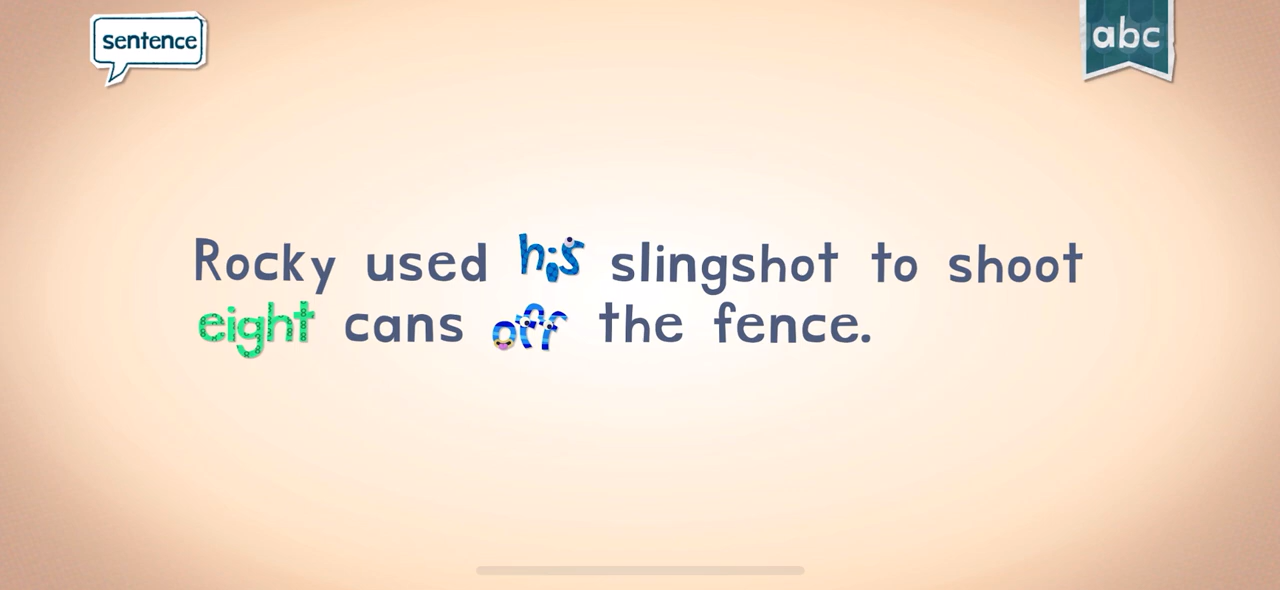 sentence
abc
Rocky used his slingshot to shoot
eight cans off the fence.